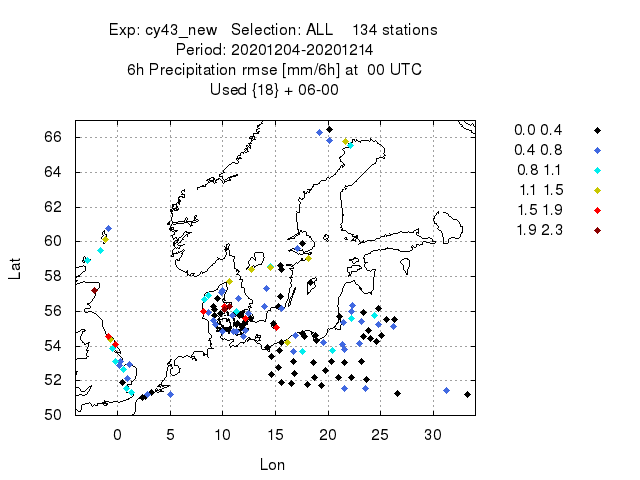 Exp: cy43_new   Selection: ALL    134 stations
Period: 20201204-20201214
6h Precipitation rmse [mm/6h] at  00 UTC
Used {18} + 06-00
0.0 0.4
0.4 0.8
0.8 1.1
1.1 1.5
1.5 1.9
1.9 2.3
66
64
62
60
58
56
54
52
50
Lat
0 5 10 15 20 25 30
Lon